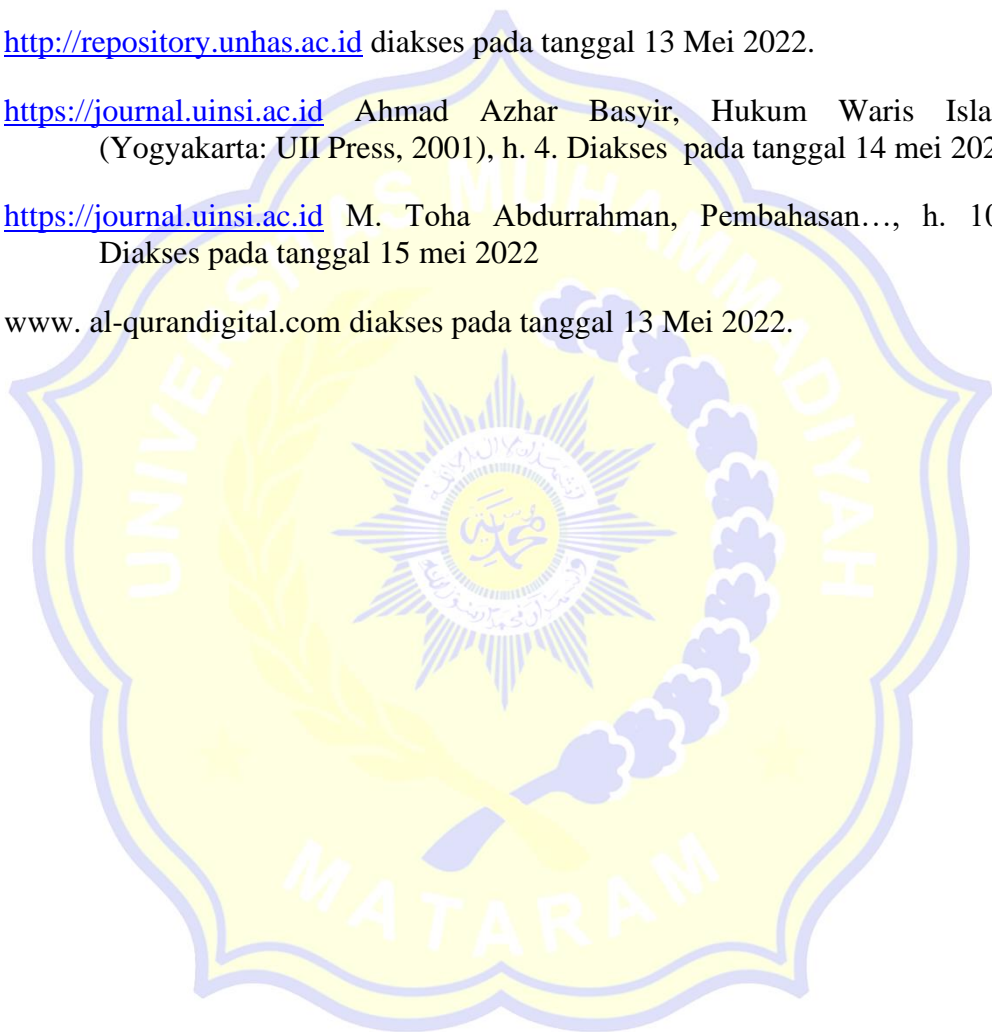 http://repository.unhas.ac.id diakses pada tanggal 13 Mei 2022.
https://journal.uinsi.ac.id Ahmad Azhar Basyir, Hukum Waris Isla
(Yogyakarta: UII Press, 2001), h. 4. Diakses pada tanggal 14 mei 202
https://journal.uinsi.ac.id M. Toha Abdurrahman, Pembahasan…, h. 10
Diakses pada tanggal 15 mei 2022
www. al-qurandigital.com diakses pada tanggal 13 Mei 2022.
UNIVERSITAS MUHAMMADIYAH
MATARAM